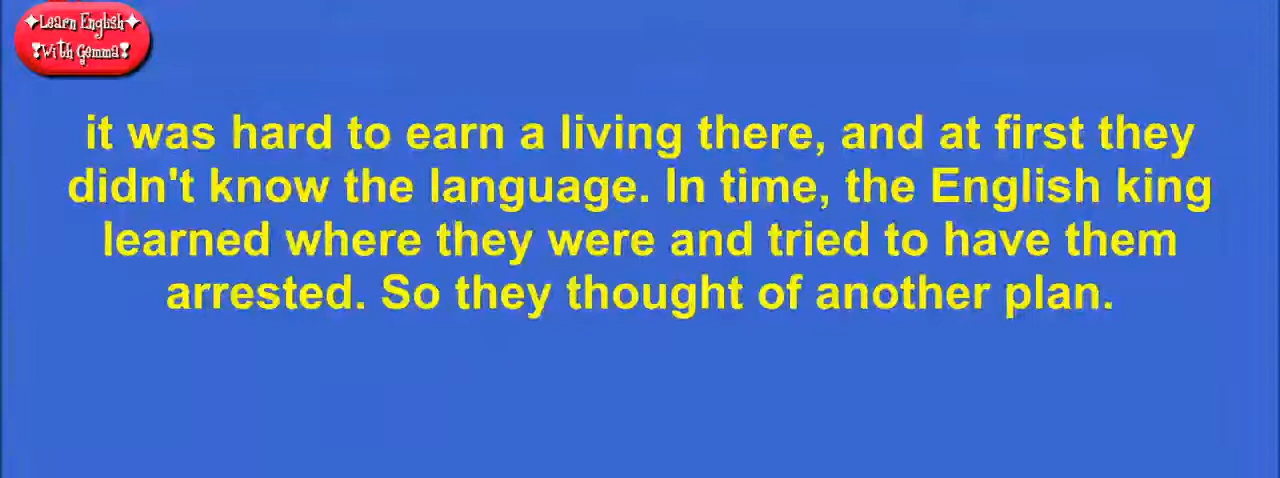 ✦Learn English✦
❣With Gemma❣
it was hard to earn a living there, and at first they
didn't know the language. In time, the English king
learned where they were and tried to have them
arrested. So they thought of another plan.